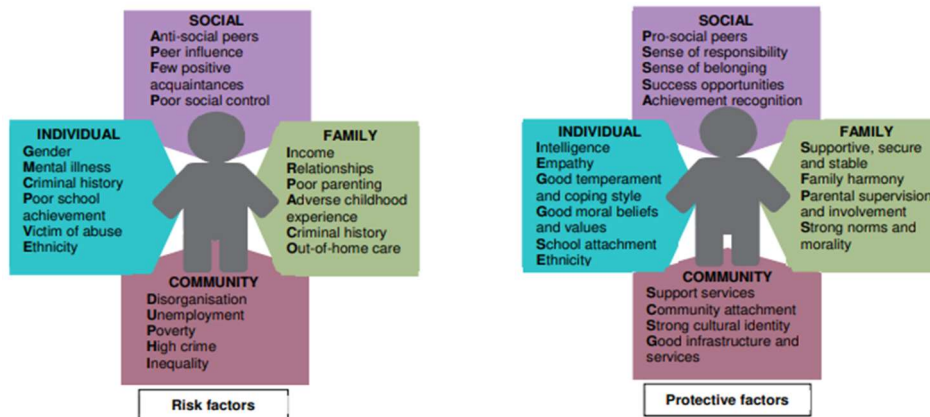 SOCIAL
Anti-social peers
Peer influence
Few positive
acquaintances
Poor social control
INDIVIDUAL
Gender
Mental illness
Criminal history
Poor school
achievement
Victim of abuse
Ethnicity
FAMILY
Income
Relationships
Poor parenting
Adverse childhood
experience
Criminal history
Out-of-home care
COMMUNITY
Disorganisation
Unemployment
Poverty
High crime
Inequality
Risk factors
SOCIAL
Pro-social peers
Sense of responsibility
Sense of belonging
Success opportunities
Achievement recognition
INDIVIDUAL
Intelligence
Empathy
Good temperament
and coping style
Good moral beliefs
and values
School attachment
Ethnicity
FAMILY
Supportive, secure
and stable
Family harmony
Parental supervision
and involvement
Strong norms and
morality
COMMUNITY
Support services
Community attachment
Strong cultural identity
Good infrastructure and
services
Protective factors